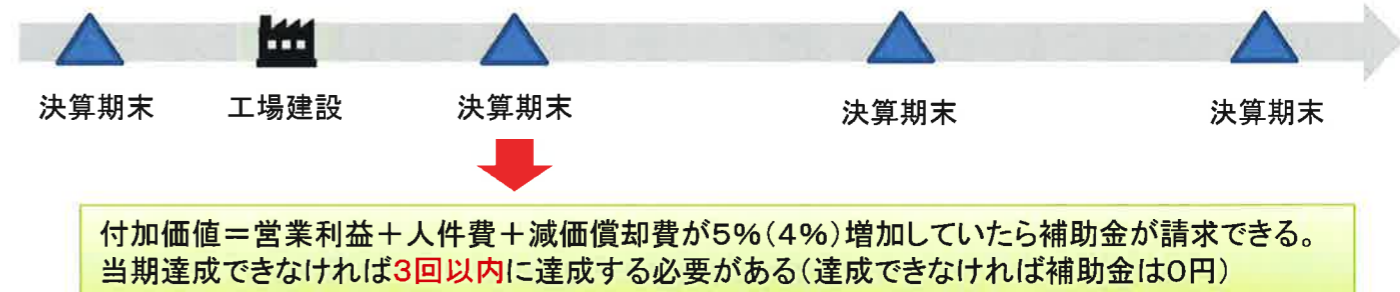 決算期末
工場建設
決算期末
決算期末
決算期末
付加価値＝営業利益＋人件費＋減価償却費が5％(4％)増加していたら補助金が請求できる。
当期達成できなければ3回以内に達成する必要がある(達成できなければ補助金は0円)